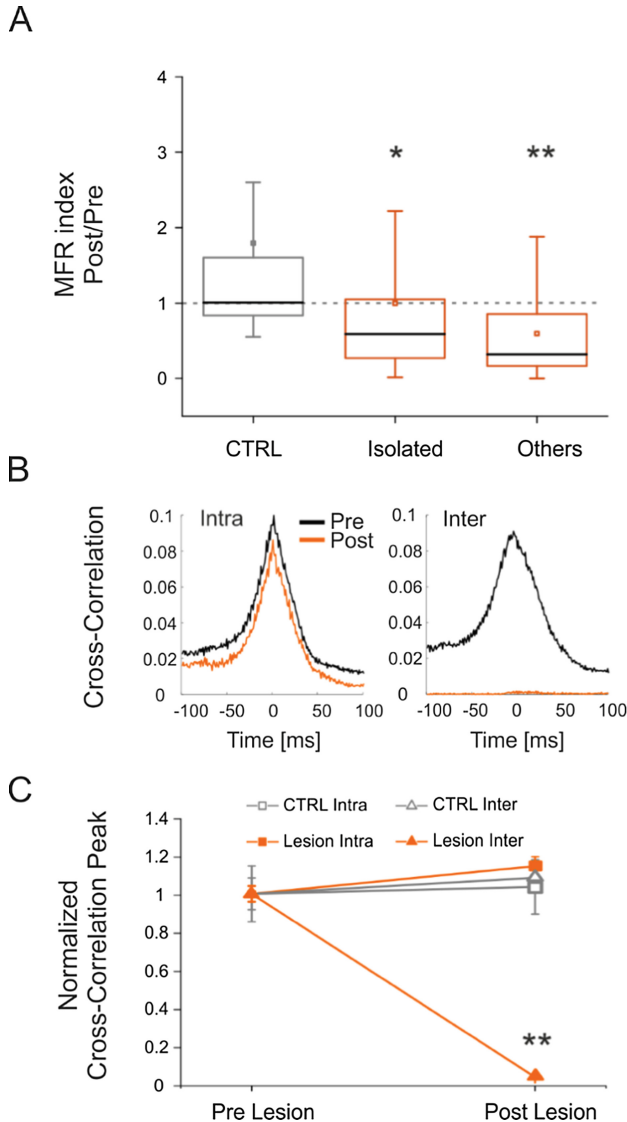 A
MFR index
Post/Pre
4
3
2
1
0
*
**
CTRL
Isolated
Others
B
Cross-Correlation
0.1
0.08
0.06
0.04
0.02
0
Intra
Pre
Post
-100
-50
0
50
100
Time [ms]
0.1
0.08
0.06
0.04
0.02
0
Inter
-100
-50
0
50
100
Time [ms]
C
Normalized
Cross-Correlation Peak
CTRL Intra
CTRL Inter
Lesion Intra
Lesion Inter
1.4
1.2
1
0.8
0.6
0.4
0.2
0
**
Pre Lesion
Post Lesion